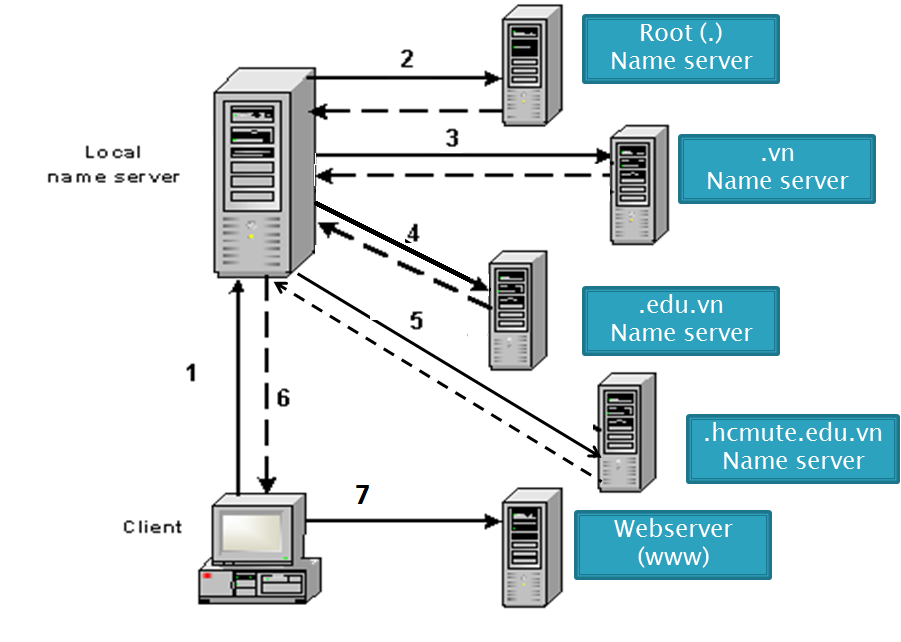 Root (.)
Name server
2
3
.vn
Name server
Local
name server
4
.edu.vn
Name server
5
1
6
.hcmute.edu.vn
Name server
7
Client
Webserver
(www)